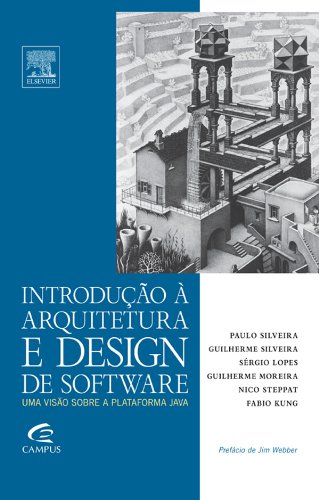 ELSEVIER
INTRODUÇÃO À
ARQUITETURA
E DESIGN
DE SOFTWARE
UMA VISÃO SOBRE A PLATAFORMA JAVA
PAULO SILVEIRA
GUILHERME SILVEIRA
SÉRGIO LOPES
GUILHERME MOREIRA
NICO STEPPAT
FABIO KUNG
Prefácio de Jim Webber
CAMPUS